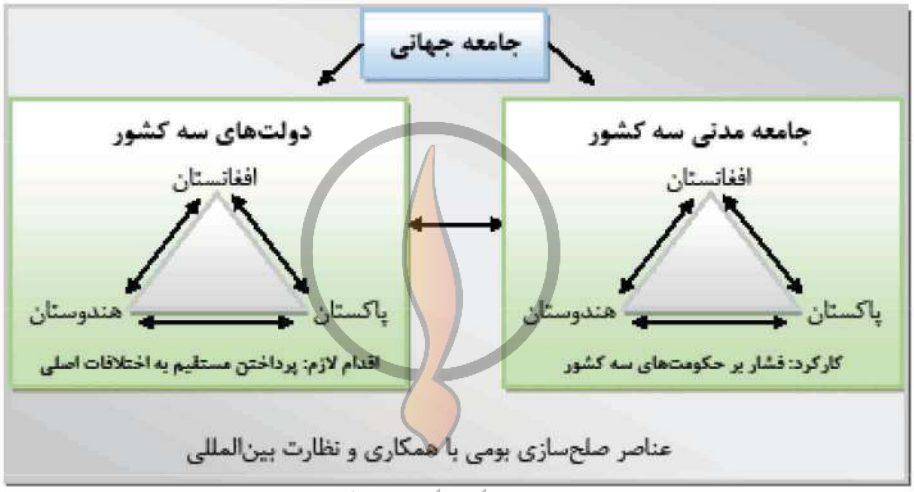 جامعه جهانی
جامعه مدنی سه کشور
افغانستان
پاکستان
هندوستان
کارکرد: فشار بر حکومت‌های سه کشور
دولت‌های سه کشور
افغانستان
پاکستان
هندوستان
اقدام لازم: پرداختن مستقیم به اختلافات اصلی
عناصر صلح‌سازی بومی با همکاری و نظارت بین‌المللی